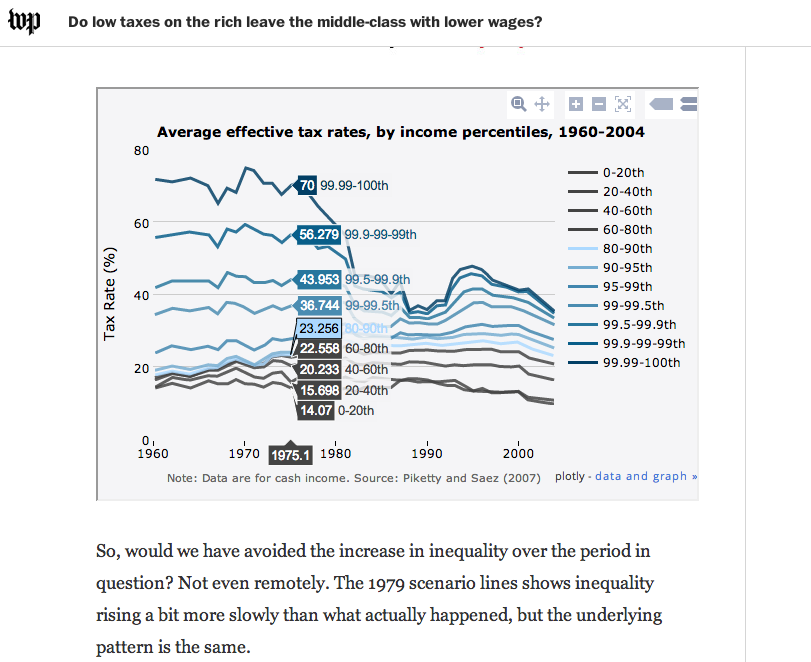 wp
Do low taxes on the rich leave the middle-class with lower wages?
Average effective tax rates, by income percentiles, 1960-2004
80
60
40
20
0
Tax Rate (%)
70 99.99-100th
56.279 99.9-99-99th
43.953 99.5-99.9th
36.744 99-99.5th
23.256 80-90th
22.558 60-80th
20.233 40-60th
15.698 20-40th
14.07 0-20th
1960 1970 1975.1 1980 1990 2000
0-20th
20-40th
40-60th
60-80th
80-90th
90-95th
95-99th
99-99.5th
99.5-99.9th
99.9-99-99th
99.99-100th
Note: Data are for cash income. Source: Piketty and Saez (2007)
plotly - data and graph »
So, would we have avoided the increase in inequality over the period in
question? Not even remotely. The 1979 scenario lines shows inequality
rising a bit more slowly than what actually happened, but the underlying
pattern is the same.